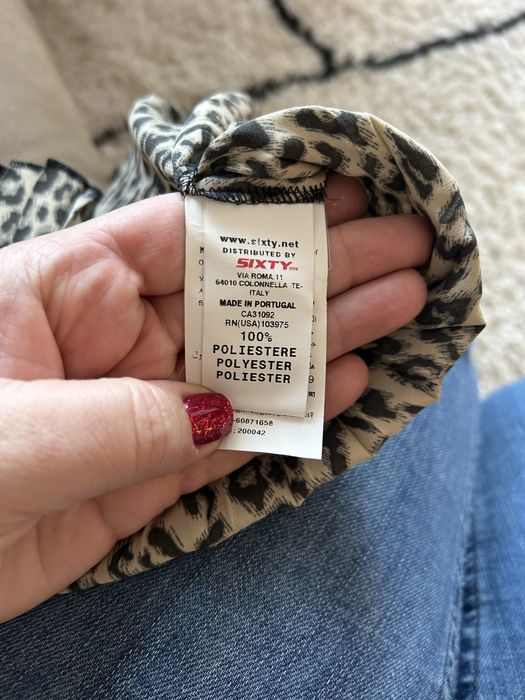 www.sixty.net
DISTRIBUTED BY
SIXTY
VIA ROMA.11
64010 COLONNELLA -TE-
ITALY
MADE IN PORTUGAL
CA31092
RN(USA)103975
100%
POLIESTERE
POLYESTER
POLIESTER
-60871658
: 200042